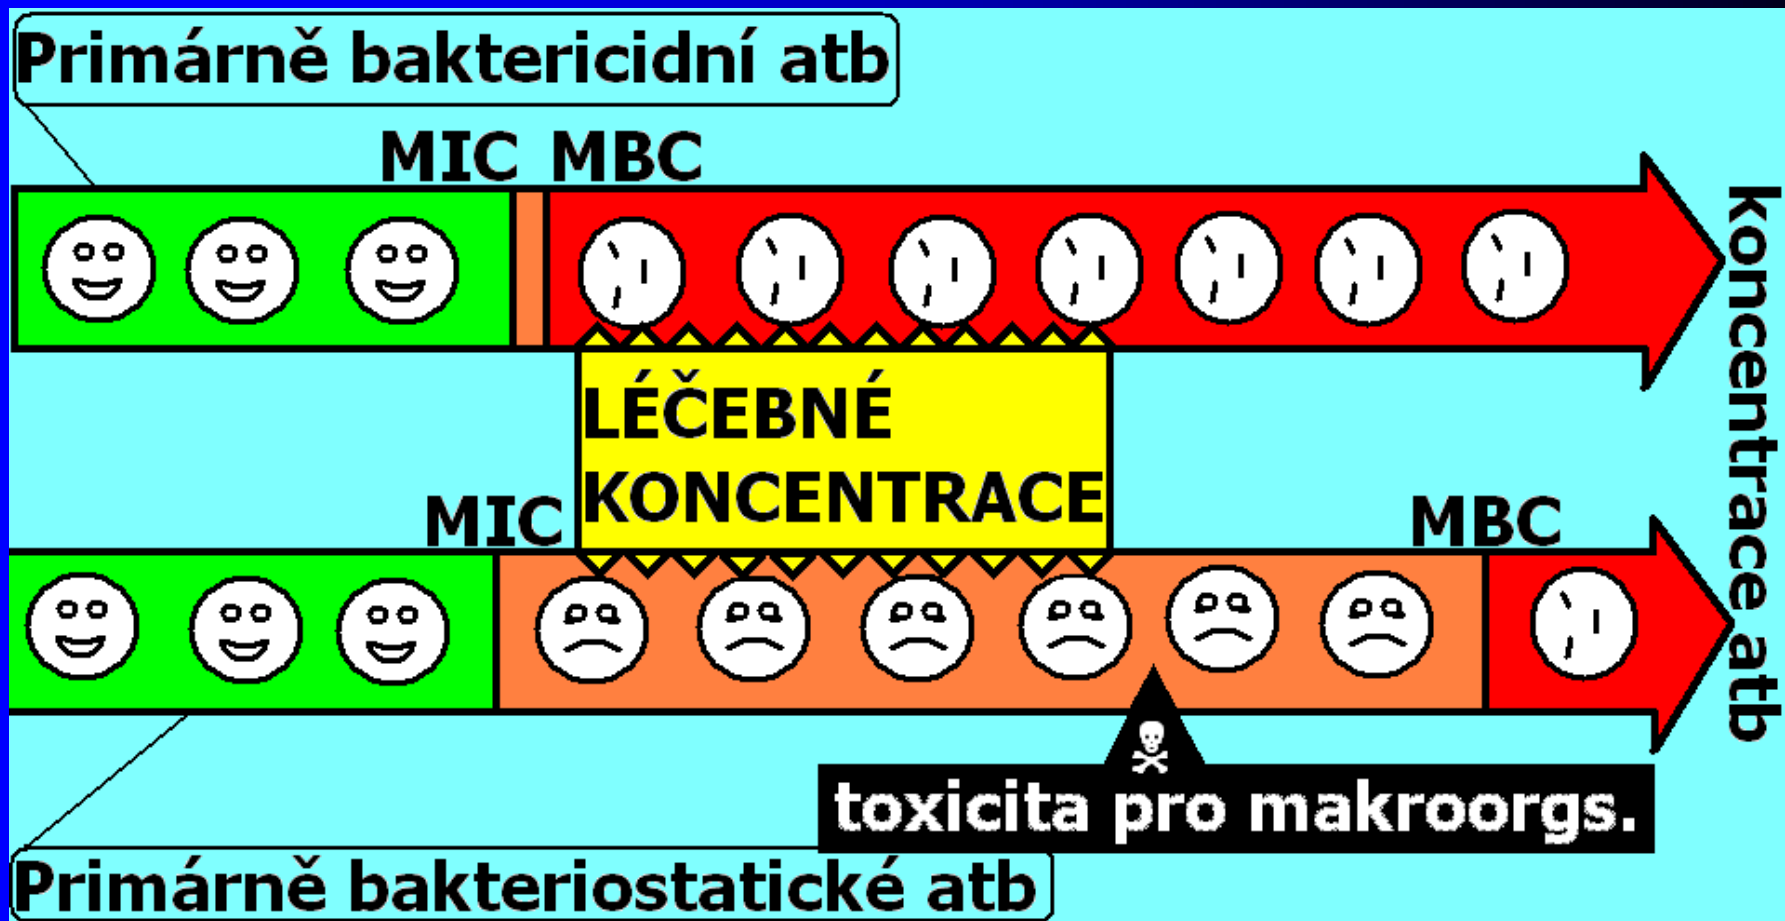 Primárně baktericidní atb
MIC MBC
koncentrace atb
LÉČEBNÉ
KONCENTRACE
MIC
MBC
toxicita pro makroorgs.
Primárně bakteriostatické atb